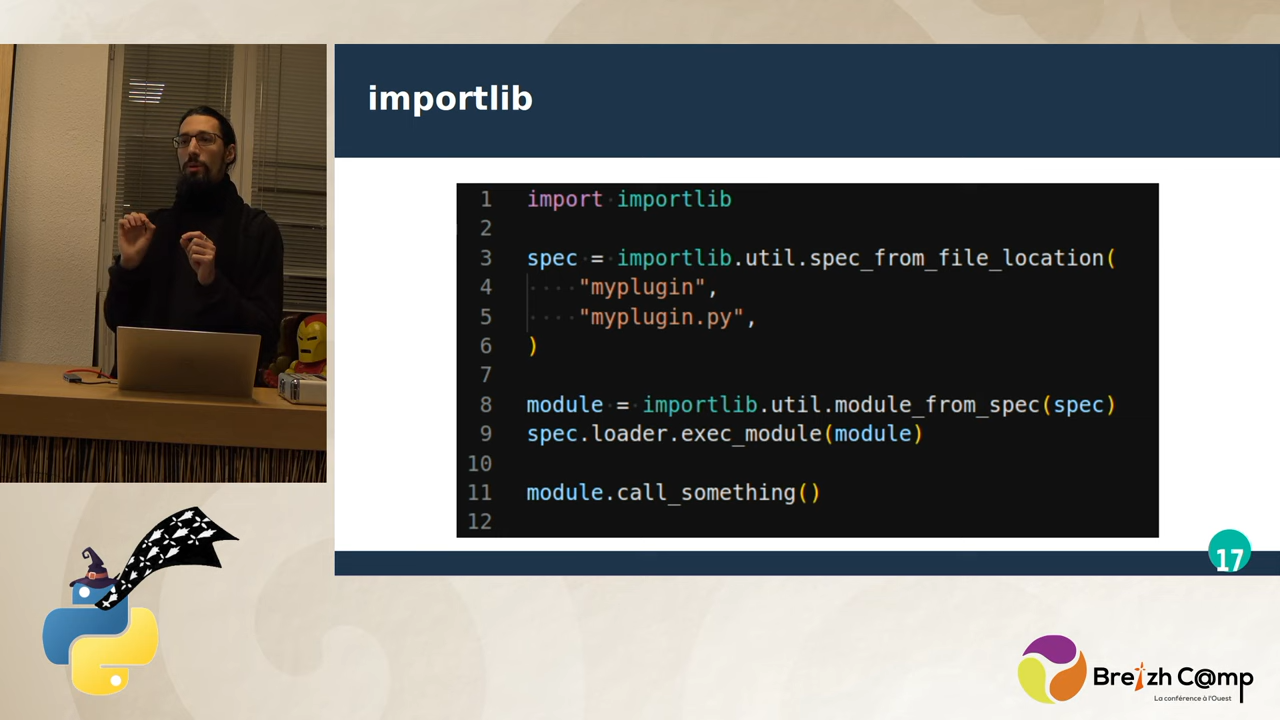 importlib
1 import importlib
2
3 spec = importlib.util.spec_from_file_location(
4     "myplugin",
5     "myplugin.py",
6 )
7
8 module = importlib.util.module_from_spec(spec)
9 spec.loader.exec_module(module)
10
11 module.call_something()
12
17
Breizh C@mp
La conférence à l'Ouest